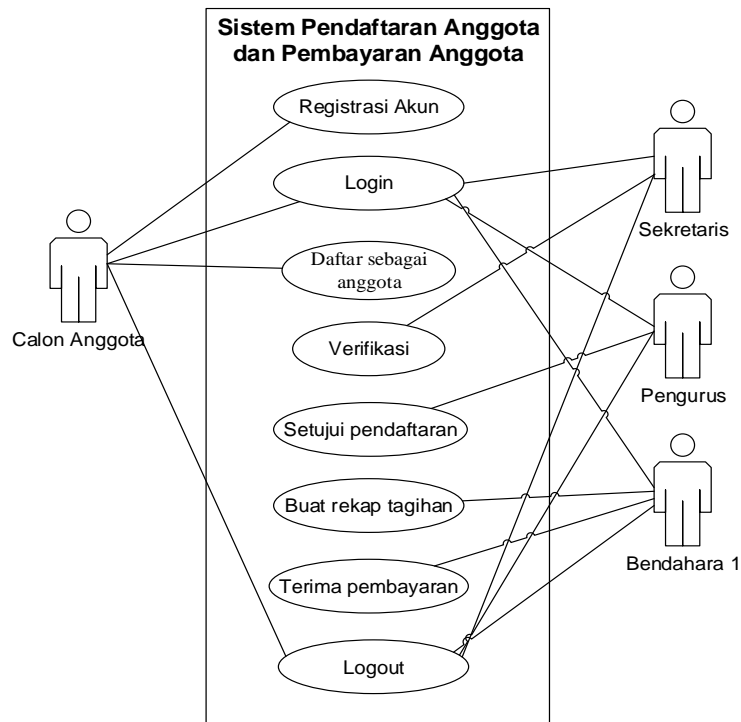 Sistem Pendaftaran Anggota
dan Pembayaran Anggota
Registrasi Akun
Login
Daftar sebagai
anggota
Verifikasi
Setujui pendaftaran
Buat rekap tagihan
Terima pembayaran
Logout
Calon Anggota
Sekretaris
Pengurus
Bendahara 1